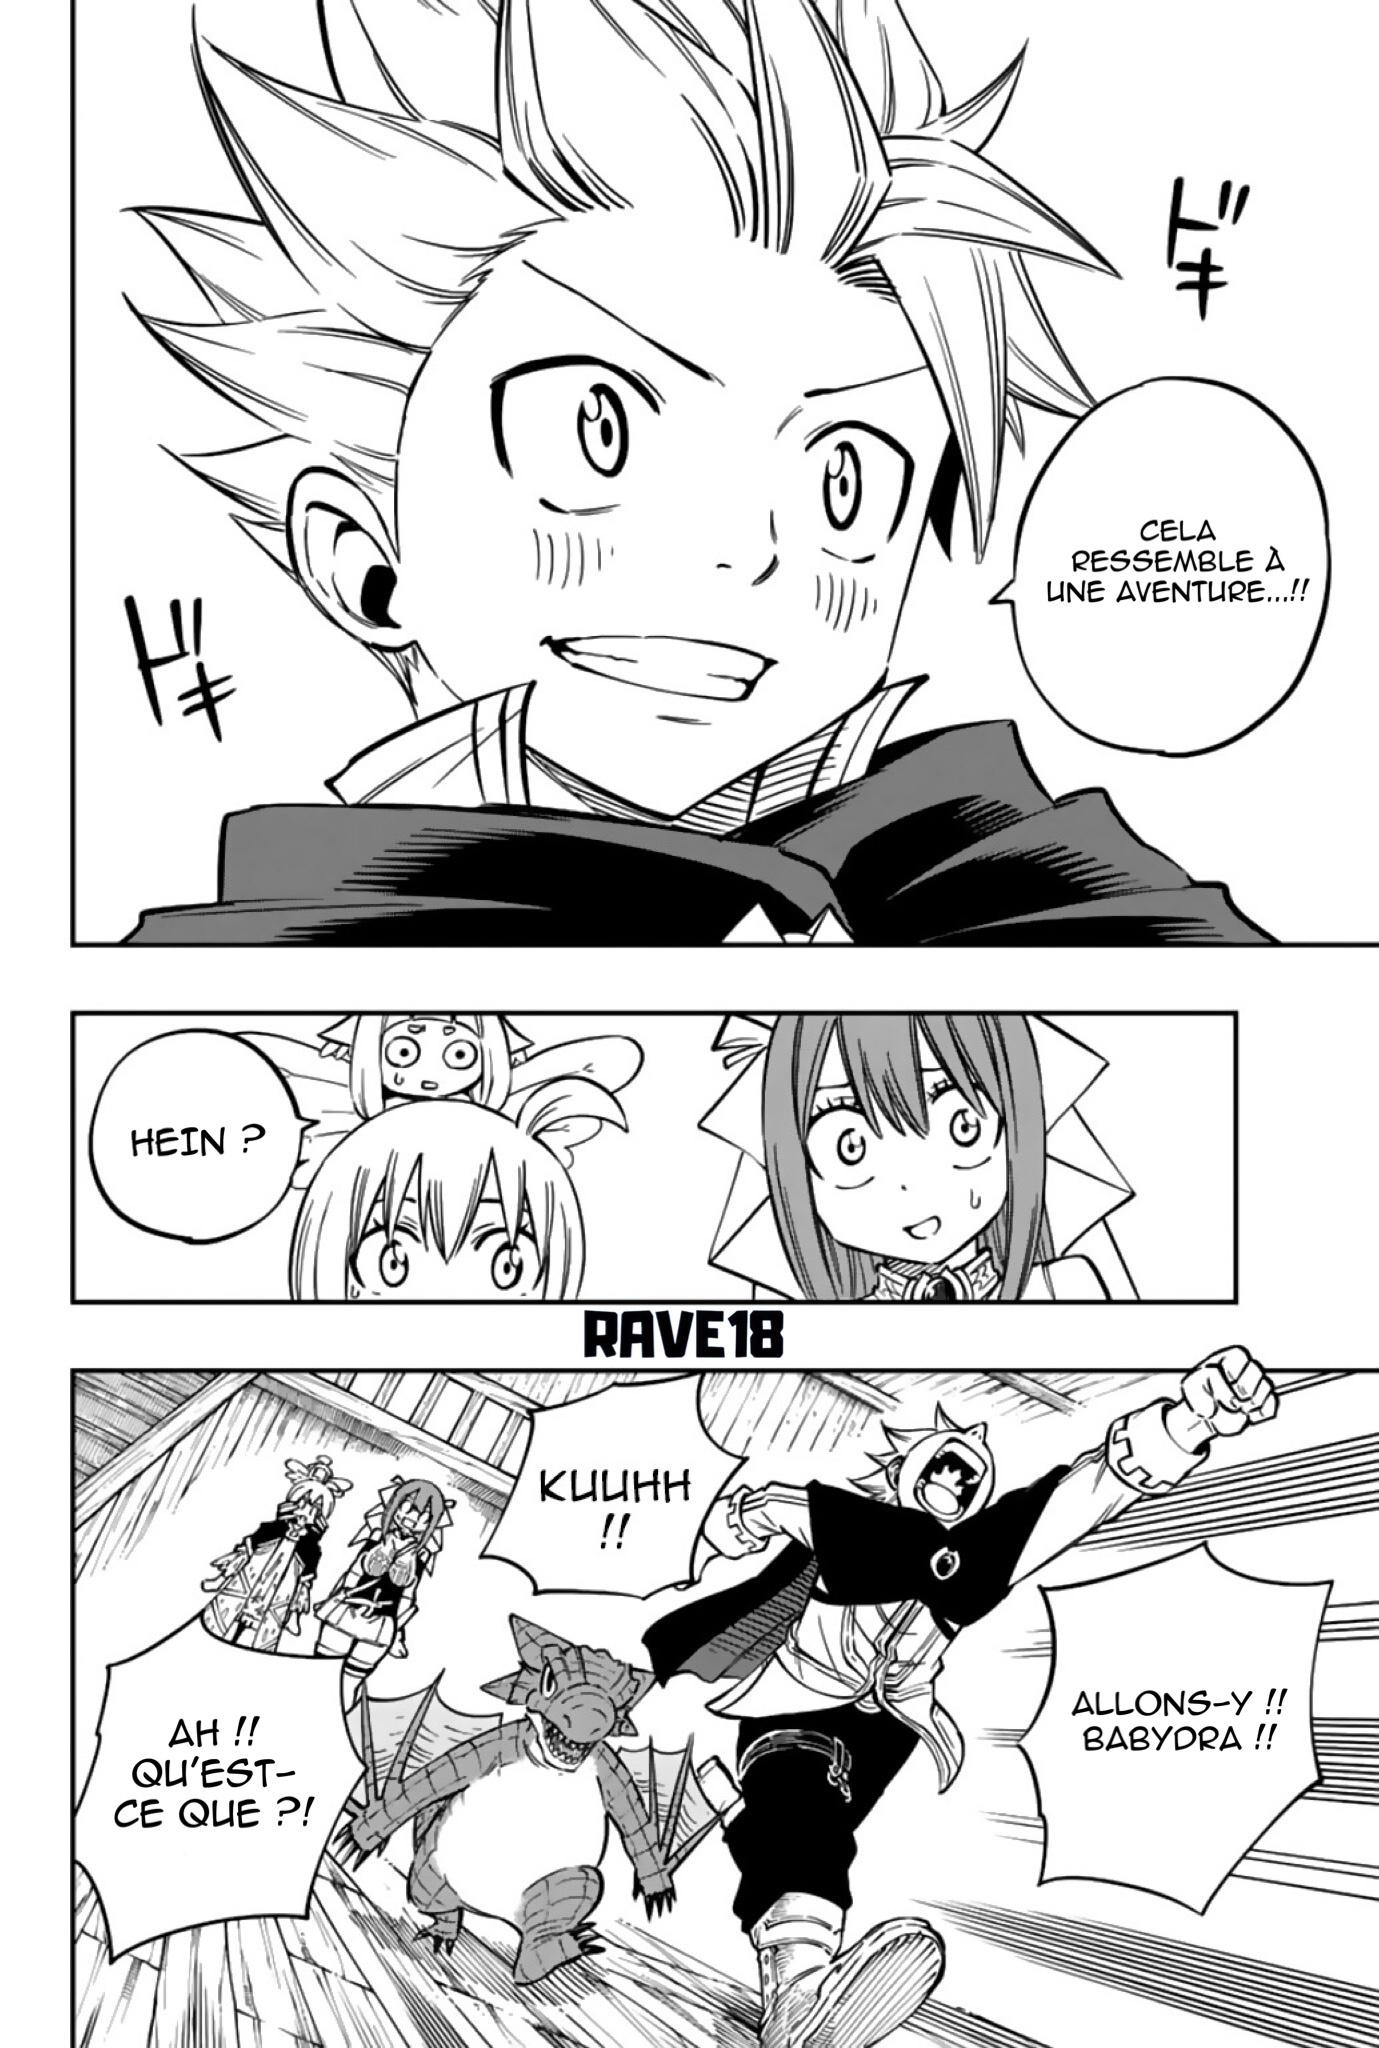 ドキ
CELA
RESSEMBLE À
UNE AVENTURE...!!
ドキ
HEIN ?
RAVE18
KUUHH
!!
ALLONS-Y !!
BABYDRA !!
AH !!
QU'EST-
CE QUE ?!